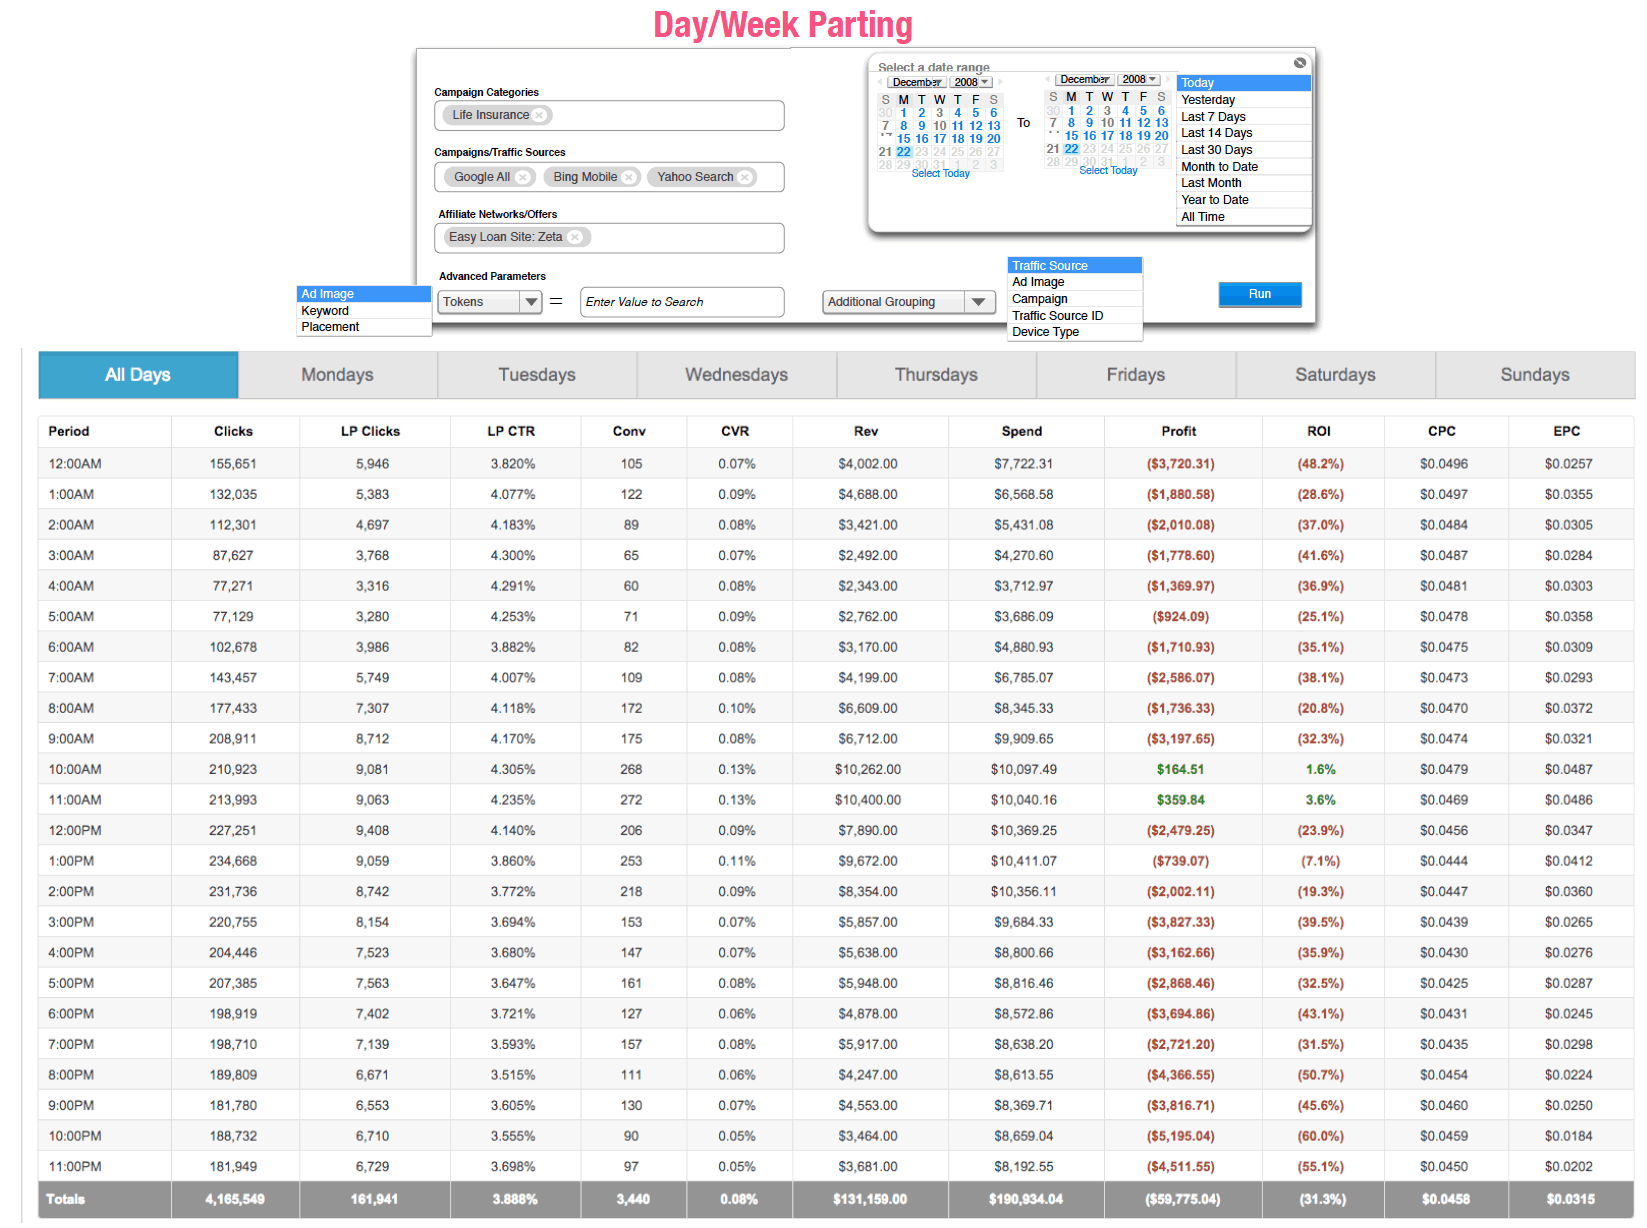 Day/Week Parting
Campaign Categories
Life Insurance
Campaigns/Traffic Sources
Google All Bing Mobile Yahoo Search
Affiliate Networks/Offers
Easy Loan Site: Zeta
Advanced Parameters
Tokens = Enter Value to Search Additional Grouping Run
Ad Image
Keyword
Placement
Traffic Source
Ad Image
Campaign
Traffic Source ID
Device Type
Select a date range
December 2008
S M T W T F S
30 1 2 3 4 5 6
7 8 9 10 11 12 13
15 16 17 18 19 20
21 22 23 24 25 26 27
28 29 30 31 1 2 3
Select Today
To
December 2008
S M T W T F S
30 1 2 3 4 5 6
7 8 9 10 11 12 13
15 16 17 18 19 20
21 22 23 24 25 26 27
28 29 30 31 1 2 3
Select Today
Today
Yesterday
Last 7 Days
Last 14 Days
Last 30 Days
Month to Date
Last Month
Year to Date
All Time
All Days Mondays Tuesdays Wednesdays Thursdays Fridays Saturdays Sundays
Period Clicks LP Clicks LP CTR Conv CVR Rev Spend Profit ROI CPC EPC
12:00AM 155,651 5,946 3.820% 105 0.07% $4,002.00 $7,722.31 ($3,720.31) (48.2%) $0.0496 $0.0257
1:00AM 132,035 5,383 4.077% 122 0.09% $4,688.00 $6,568.58 ($1,880.58) (28.6%) $0.0497 $0.0355
2:00AM 112,301 4,697 4.183% 89 0.08% $3,421.00 $5,431.08 ($2,010.08) (37.0%) $0.0484 $0.0305
3:00AM 87,627 3,768 4.300% 65 0.07% $2,492.00 $4,270.60 ($1,778.60) (41.6%) $0.0487 $0.0284
4:00AM 77,271 3,316 4.291% 60 0.08% $2,343.00 $3,712.97 ($1,369.97) (36.9%) $0.0481 $0.0303
5:00AM 77,129 3,280 4.253% 71 0.09% $2,762.00 $3,686.09 ($924.09) (25.1%) $0.0478 $0.0358
6:00AM 102,678 3,986 3.882% 82 0.08% $3,170.00 $4,880.93 ($1,710.93) (35.1%) $0.0475 $0.0309
7:00AM 143,457 5,749 4.007% 109 0.08% $4,199.00 $6,785.07 ($2,586.07) (38.1%) $0.0473 $0.0293
8:00AM 177,433 7,307 4.118% 172 0.10% $6,609.00 $8,345.33 ($1,736.33) (20.8%) $0.0470 $0.0372
9:00AM 208,911 8,712 4.170% 175 0.08% $6,712.00 $9,909.65 ($3,197.65) (32.3%) $0.0474 $0.0321
10:00AM 210,923 9,081 4.305% 268 0.13% $10,262.00 $10,097.49 $164.51 1.6% $0.0479 $0.0487
11:00AM 213,993 9,063 4.235% 272 0.13% $10,400.00 $10,040.16 $359.84 3.6% $0.0469 $0.0486
12:00PM 227,251 9,408 4.140% 206 0.09% $7,890.00 $10,369.25 ($2,479.25) (23.9%) $0.0456 $0.0347
1:00PM 234,668 9,059 3.860% 253 0.11% $9,672.00 $10,411.07 ($739.07) (7.1%) $0.0444 $0.0412
2:00PM 231,736 8,742 3.772% 218 0.09% $8,354.00 $10,356.11 ($2,002.11) (19.3%) $0.0447 $0.0360
3:00PM 220,755 8,154 3.694% 153 0.07% $5,857.00 $9,684.33 ($3,827.33) (39.5%) $0.0439 $0.0265
4:00PM 204,446 7,523 3.680% 147 0.07% $5,638.00 $8,800.66 ($3,162.66) (35.9%) $0.0430 $0.0276
5:00PM 207,385 7,563 3.647% 161 0.08% $5,948.00 $8,816.46 ($2,868.46) (32.5%) $0.0425 $0.0287
6:00PM 198,919 7,402 3.721% 127 0.06% $4,878.00 $8,572.86 ($3,694.86) (43.1%) $0.0431 $0.0245
7:00PM 198,710 7,139 3.593% 157 0.08% $5,917.00 $8,638.20 ($2,721.20) (31.5%) $0.0435 $0.0298
8:00PM 189,809 6,671 3.515% 111 0.06% $4,247.00 $8,613.55 ($4,366.55) (50.7%) $0.0454 $0.0224
9:00PM 181,780 6,553 3.605% 130 0.07% $4,553.00 $8,369.71 ($3,816.71) (45.6%) $0.0460 $0.0250
10:00PM 188,732 6,710 3.555% 90 0.05% $3,464.00 $8,659.04 ($5,195.04) (60.0%) $0.0459 $0.0184
11:00PM 181,949 6,729 3.698% 97 0.05% $3,681.00 $8,192.55 ($4,511.55) (55.1%) $0.0450 $0.0202
Totals 4,165,549 161,941 3.888% 3,440 0.08% $131,159.00 $190,934.04 ($59,775.04) (31.3%) $0.0458 $0.0315